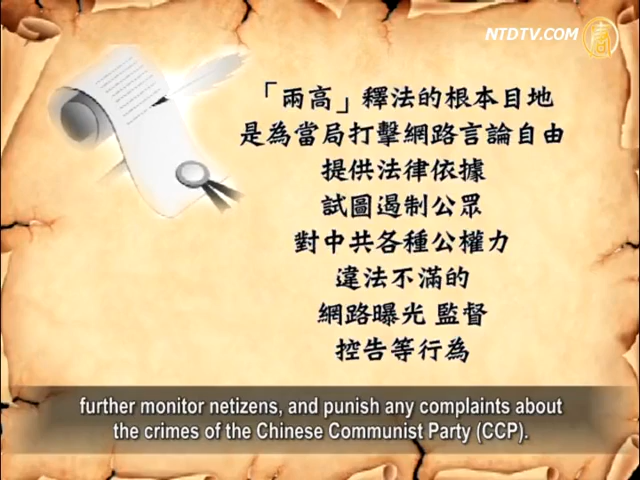 NTDTV.COM
「兩高」釋法的根本目地
是為當局打擊網路言論自由
提供法律依據
試圖遏制公眾
對中共各種公權力
違法不滿的
網路曝光 監督
控告等行為
further monitor netizens, and punish any complaints about
the crimes of the Chinese Communist Party (CCP).